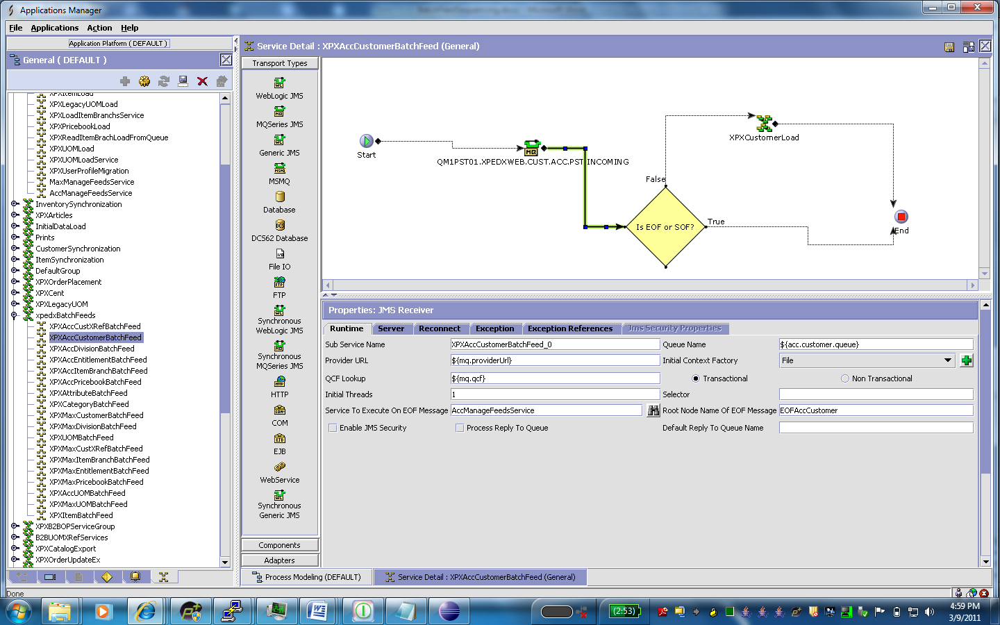 Applications Manager
File Applications Action Help
Application Platform ( DEFAULT )
General ( DEFAULT )
XPXItemLoad
XPXLegacyUOMLoad
XPXLoadItemBranchsService
XPXPricebookLoad
XPXReadItemBrachLoadFromQueue
XPXUOMLoad
XPXUOMLoadService
XPXUserProfileMigration
MaxManageFeedsService
AccManageFeedsService
InventorySynchronization
XPXArticles
InitialDataLoad
Prints
CustomerSynchronization
ItemSynchronization
DefaultGroup
XPXOrderPlacement
XPXCent
XPXLegacyUOM
xpedxBatchFeeds
XPXAccCustXRefBatchFeed
XPXAccCustomerBatchFeed
XPXAccDivisionBatchFeed
XPXAccEntitlementBatchFeed
XPXAccItemBranchBatchFeed
XPXAccPricebookBatchFeed
XPXAttributeBatchFeed
XPXCategoryBatchFeed
XPXMaxCustomerBatchFeed
XPXMaxDivisionBatchFeed
XPXUOMBatchFeed
XPXMaxCustXRefBatchFeed
XPXMaxItemBranchBatchFeed
XPXMaxEntitlementBatchFeed
XPXMaxPricebookBatchFeed
XPXAccUOMBatchFeed
XPXMaxUOMBatchFeed
XPXItemBatchFeed
XPXB2BOPServiceGroup
B2BUOMXRefServices
XPXCatalogExport
XPXOrderUpdateEx
Service Detail : XPXAccCustomerBatchFeed (General)
Transport Types
WebLogic JMS
MQSeries JMS
Generic JMS
MSMQ
Database
DCS62 Database
File IO
FTP
Synchronous
WebLogic JMS
Synchronous
MQSeries JMS
HTTP
COM
EJB
WebService
Synchronous
Generic JMS
Components
Adapters
Start
QM1PST01.XPEDXWEB.CUST.ACC.PST.INCOMING
False
XPXCustomerLoad
Is EOF or SOF?
True
End
Properties: JMS Receiver
Runtime Server Reconnect Exception Exception References Jms Security Properties
Sub Service Name XPXAccCustomerBatchFeed_0 Queue Name ${acc.customer.queue}
Provider URL ${mq.providerUrl} Initial Context Factory File
QCF Lookup ${mq.qcf} Transactional Non Transactional
Initial Threads 1 Selector
Service To Execute On EOF Message AccManageFeedsService Root Node Name Of EOF Message EOFAccCustomer
Enable JMS Security Process Reply To Queue Default Reply To Queue Name
Process Modeling (DEFAULT) Service Detail : XPXAccCustomerBatchFeed (General)
Done
(2:53)
4:59 PM
3/9/2011